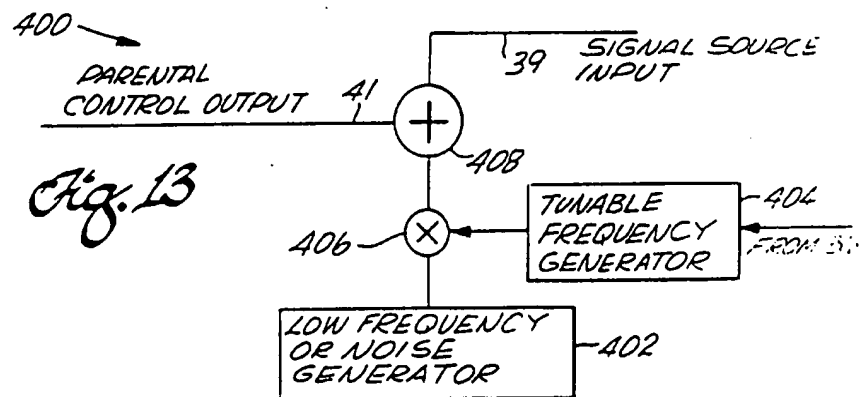 400
39
SIGNAL SOURCE
INPUT
PARENTAL
CONTROL OUTPUT
41
+
408
Fig. 13
TUNABLE
FREQUENCY
GENERATOR
404
406
×
FROM
LOW FREQUENCY
OR NOISE
GENERATOR
402